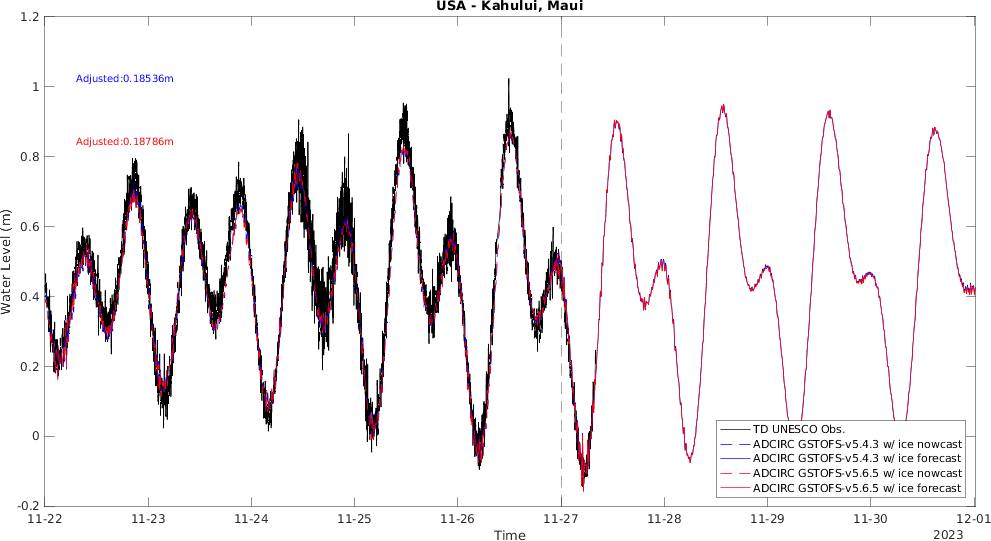 USA - Kahului, Maui
1.2
1
0.8
0.6
0.4
0.2
0
-0.2
Water Level (m)
Adjusted:0.18536m
Adjusted:0.18786m
TD UNESCO Obs.
ADCIRC GSTOFS-v5.4.3 w/ ice nowcast
ADCIRC GSTOFS-v5.4.3 w/ ice forecast
ADCIRC GSTOFS-v5.6.5 w/ ice nowcast
ADCIRC GSTOFS-v5.6.5 w/ ice forecast
11-22 11-23 11-24 11-25 11-26 11-27 11-28 11-29 11-30 12-01
Time
2023